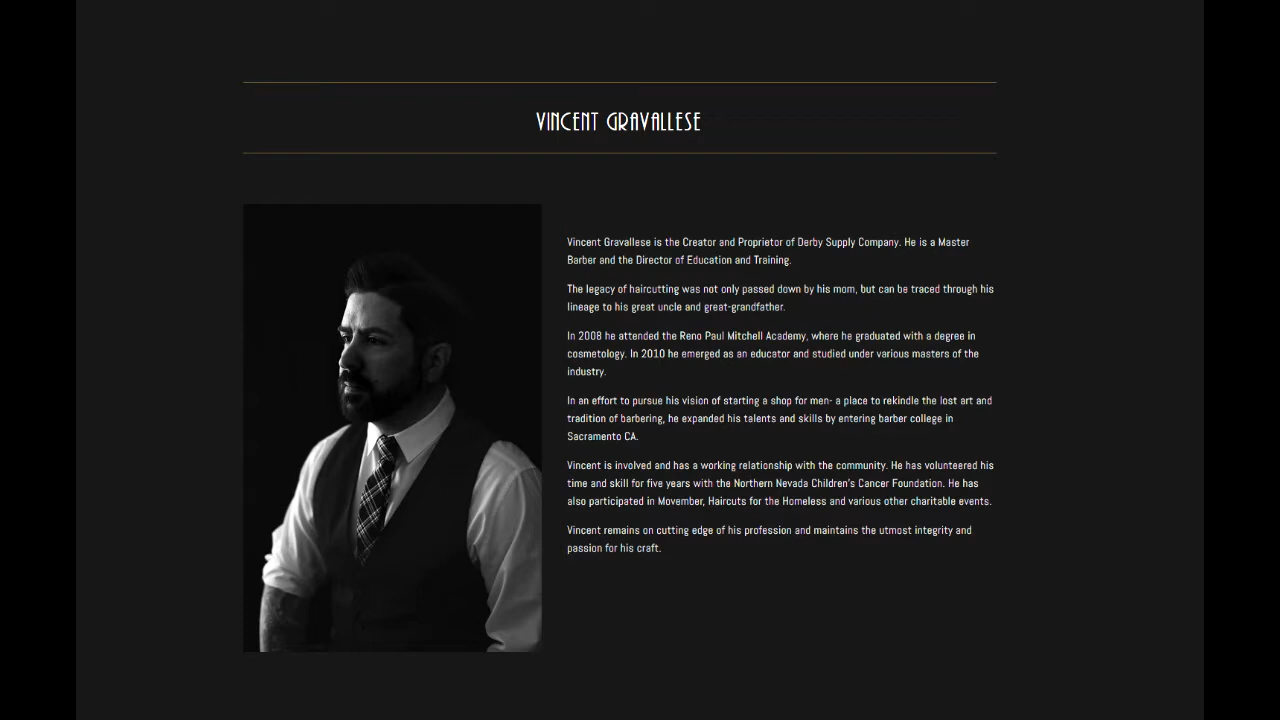 VINCENT GRAVALLESE
Vincent Gravallese is the Creator and Proprietor of Derby Supply Company. He is a Master
Barber and the Director of Education and Training.
The legacy of haircutting was not only passed down by his mom, but can be traced through his
lineage to his great uncle and great-grandfather.
In 2008 he attended the Reno Paul Mitchell Academy, where he graduated with a degree in
cosmetology. In 2010 he emerged as an educator and studied under various masters of the
industry.
In an effort to pursue his vision of starting a shop for men- a place to rekindle the lost art and
tradition of barbering, he expanded his talents and skills by entering barber college in
Sacramento CA.
Vincent is involved and has a working relationship with the community. He has volunteered his
time and skill for five years with the Northern Nevada Children's Cancer Foundation. He has
also participated in Movember, Haircuts for the Homeless and various other charitable events.
Vincent remains on cutting edge of his profession and maintains the utmost integrity and
passion for his craft.